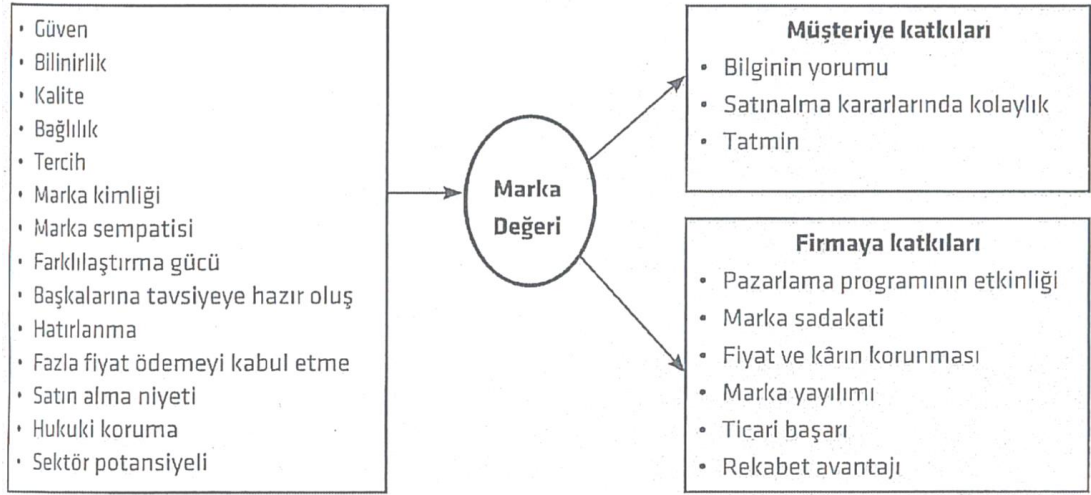 • Güven
• Bilinirlik
• Kalite
• Bağlılık
• Tercih
• Marka kimliği
• Marka sempatisi
• Farklılaştırma gücü
• Başkalarına tavsiyeye hazır oluş
• Hatırlanma
• Fazla fiyat ödemeyi kabul etme
• Satın alma niyeti
• Hukuki koruma
• Sektör potansiyeli
Marka
Değeri
Müşteriye katkıları
• Bilginin yorumu
• Satınalma kararlarında kolaylık
• Tatmin
Firmaya katkıları
• Pazarlama programının etkinliği
• Marka sadakati
• Fiyat ve kârın korunması
• Marka yayılımı
• Ticari başarı
• Rekabet avantajı